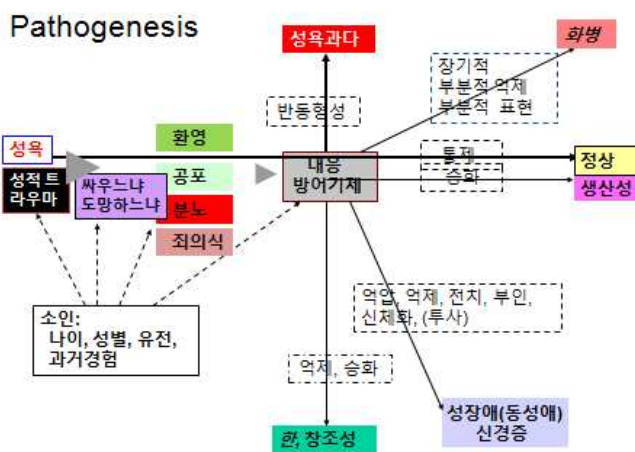 Pathogenesis
성욕과다
화병
장기적
부분적 억제
부분적 표현
반동형성
성욕
성적 트
라우마
싸우느냐
도망하느냐
환영
공포
분노
죄의식
대응
방어기제
통제
승화
정상
생산성
소인:
나이, 성별, 유전,
과거경험
억압, 억제, 전치, 부인,
신체화, (투사)
억제, 승화
한, 창조성
성장애(동성애)
신경증